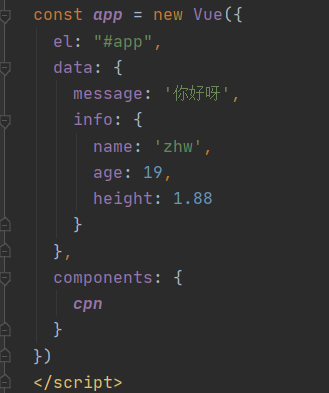 const app = new Vue({
el: "#app",
data: {
message: '你好呀',
info: {
name: 'zhw',
age: 19,
height: 1.88
}
},
components: {
cpn
}
})
</script>